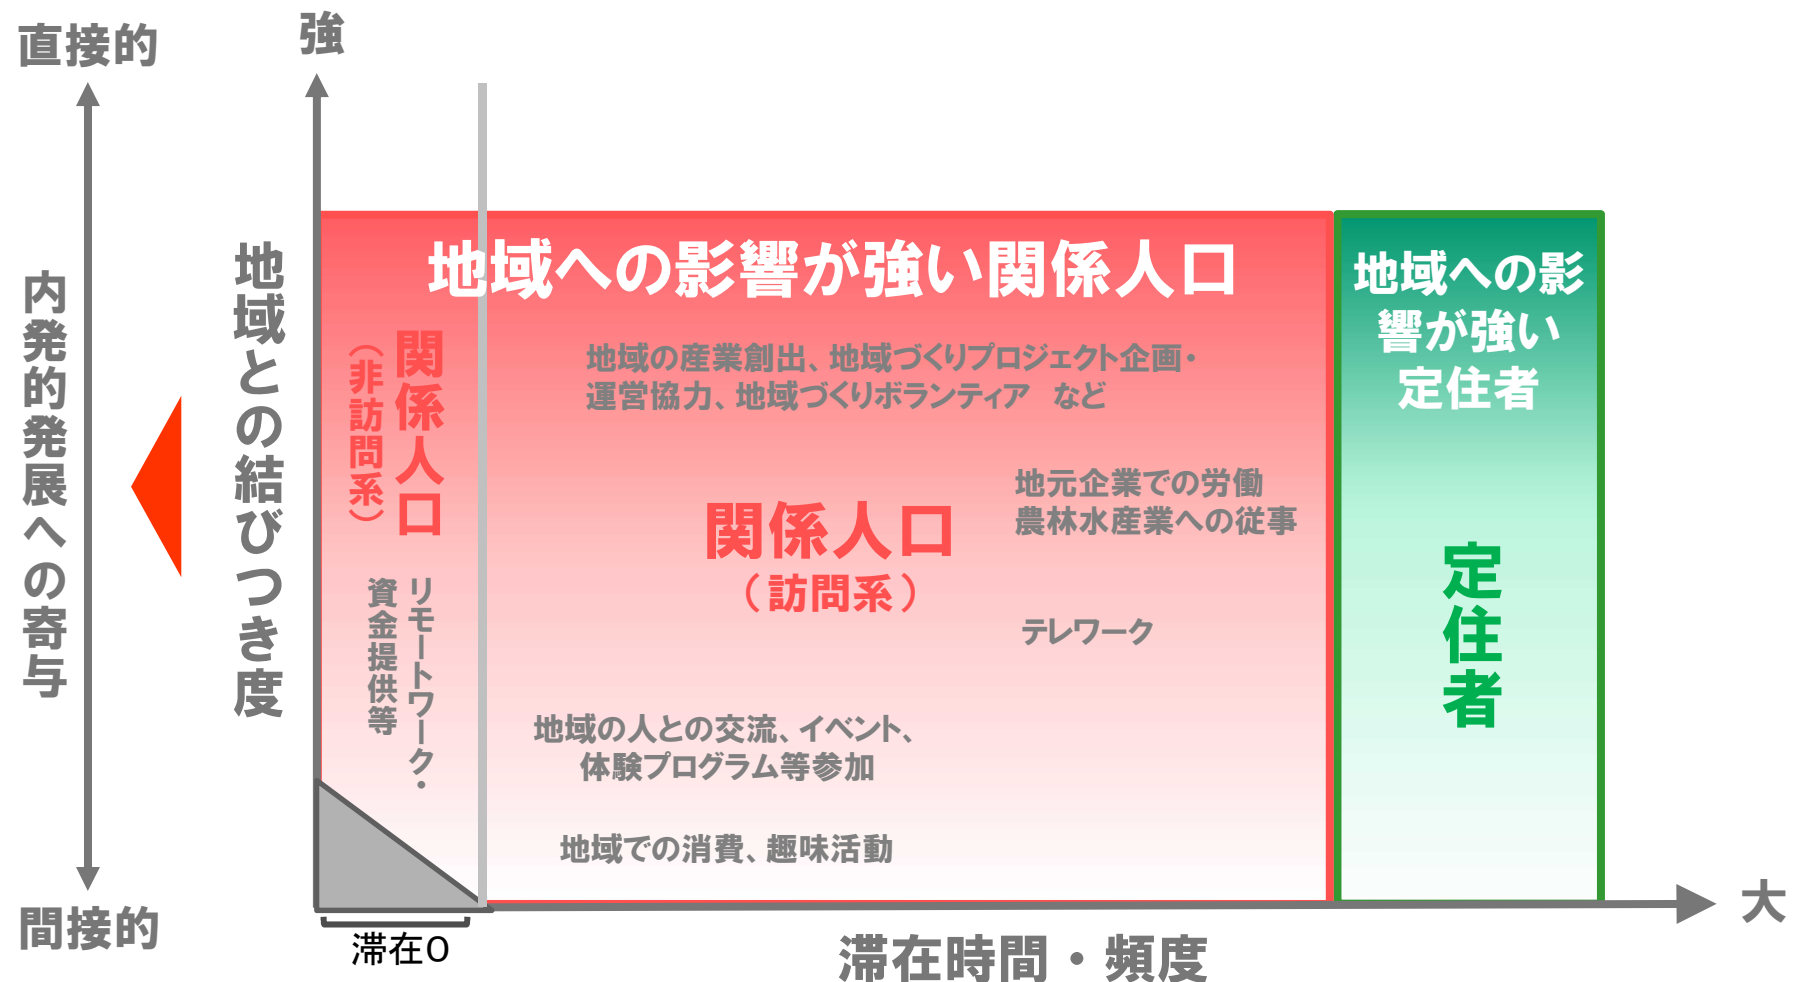 直接的
内発的発展への寄与
間接的
強
地域との結びつき度
地域への影響が強い関係人口
関係人口
（非訪問系）
リモートワーク・
資金提供等
地域の産業創出、地域づくりプロジェクト企画・
運営協力、地域づくりボランティア　など
地元企業での労働
農林水産業への従事
関係人口
（訪問系）
テレワーク
地域の人との交流、イベント、
体験プログラム等参加
地域での消費、趣味活動
地域への影
響が強い
定住者
定住者
滞在0
滞在時間・頻度
大